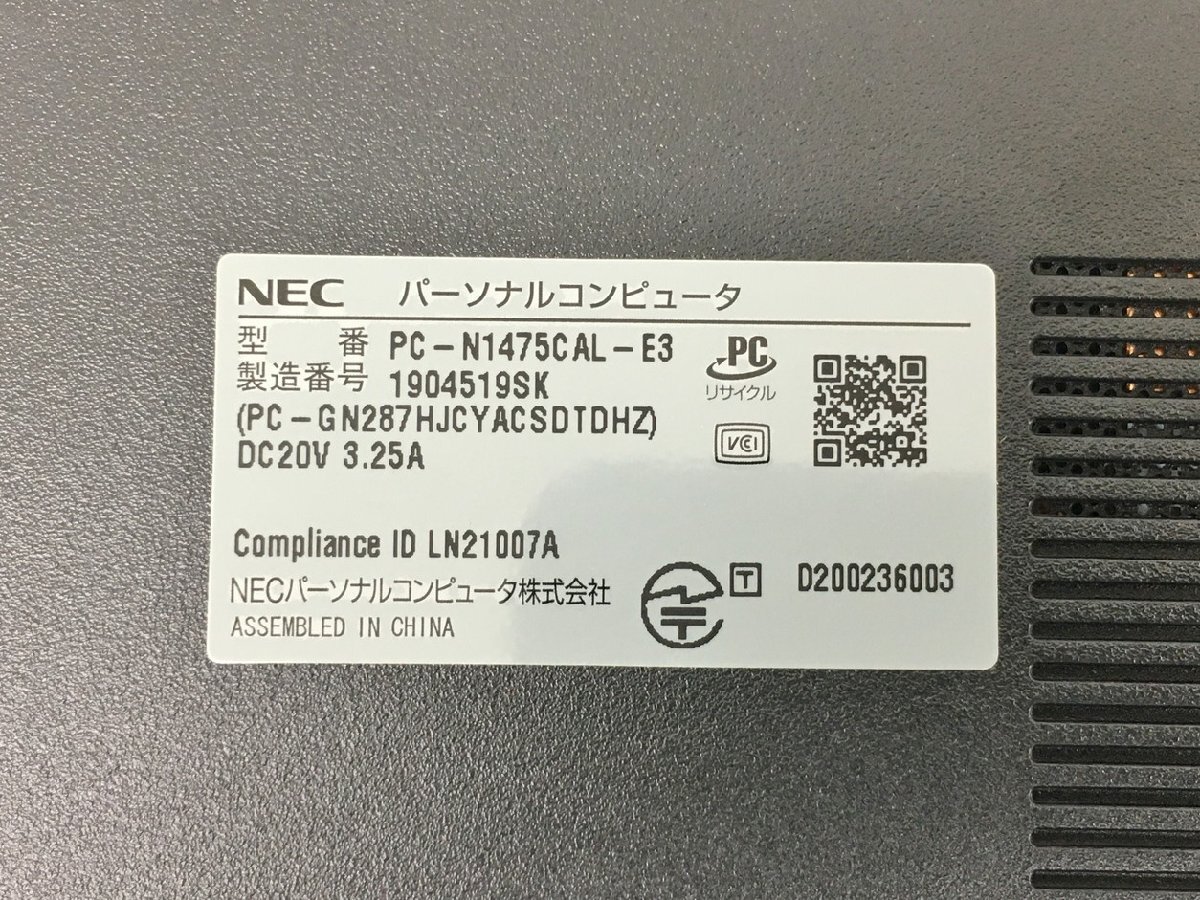 NEC パーソナルコンピュータ
型 番 PC-N1475CAL-E3
製造番号 1904519SK
(PC-GN287HJCYACSDTDHZ)
DC20V 3.25A
PC
リサイクル
VCCI
Compliance ID LN21007A
NECパーソナルコンピュータ株式会社
ASSEMBLED IN CHINA
T D200236003